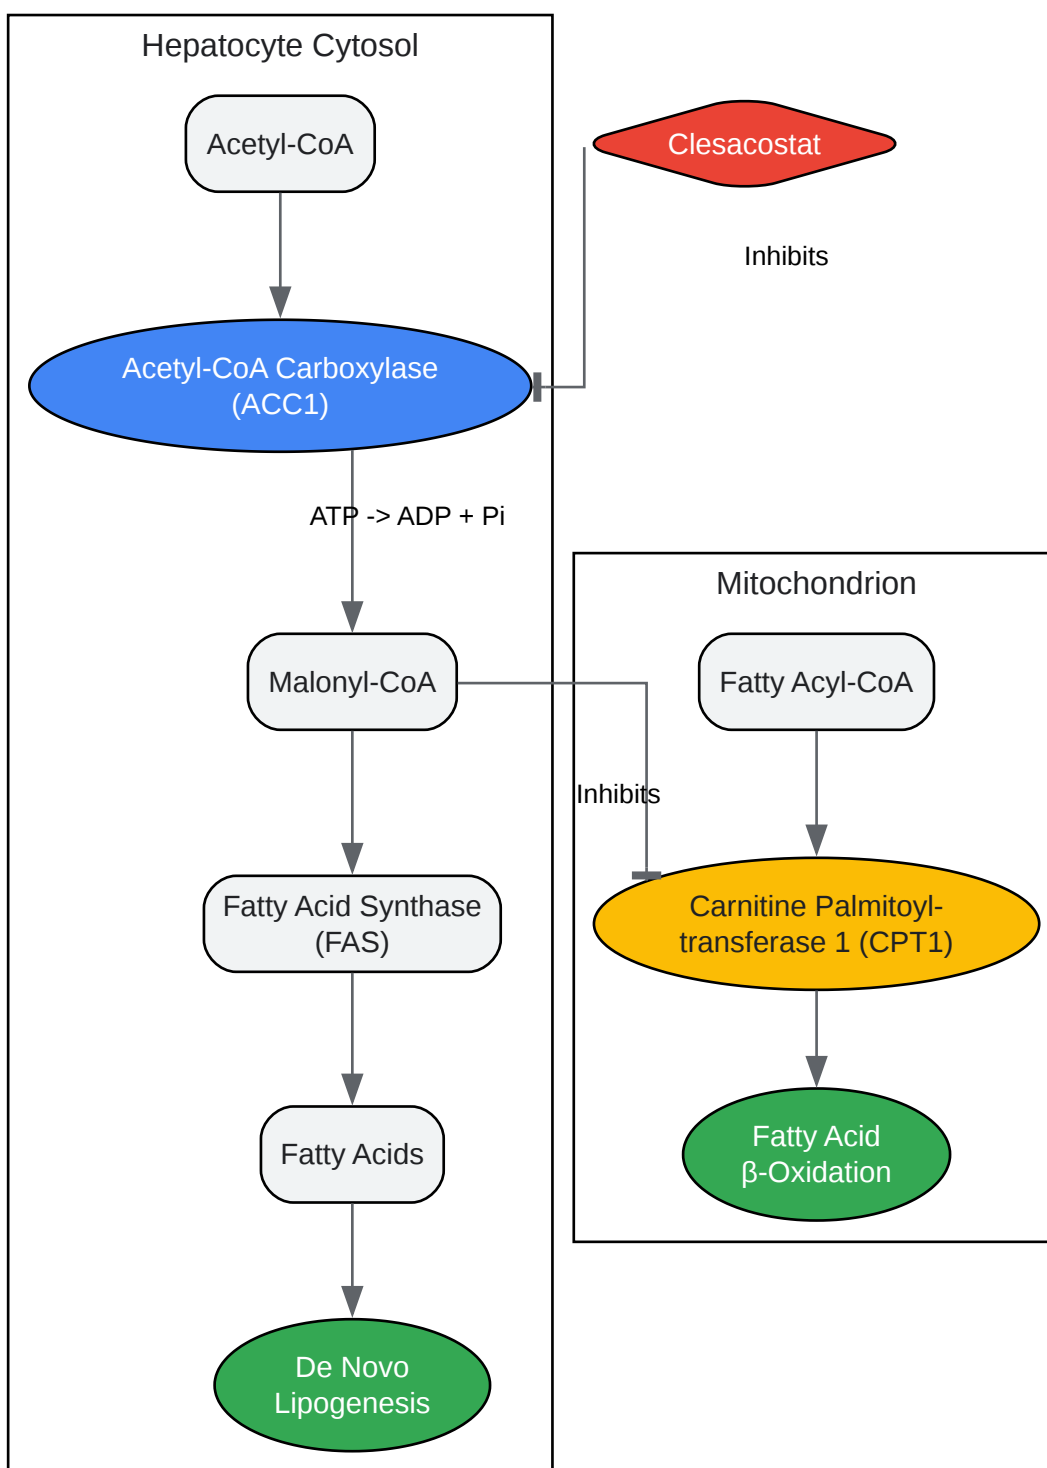 Hepatocyte Cytosol
Acetyl-CoA
Clesacostat
Inhibits
Acetyl-CoA Carboxylase
(ACC1)
ATP -> ADP + Pi
Mitochondrion
Malonyl-CoA
Fatty Acyl-CoA
Inhibits
Fatty Acid Synthase
(FAS)
Carnitine Palmitoyl-
transferase 1 (CPT1)
Fatty Acids
Fatty Acid
β-Oxidation
De Novo
Lipogenesis